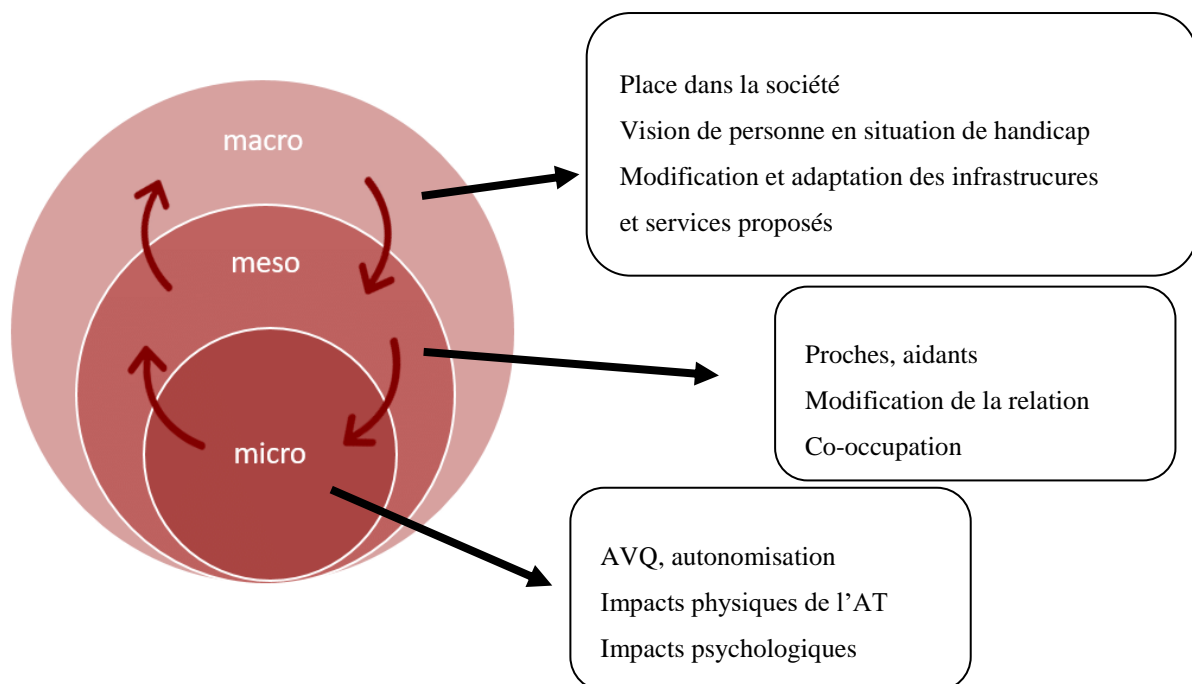 macro
meso
micro
Place dans la société
Vision de personne en situation de handicap
Modification et adaptation des infrastrucures
et services proposés
Proches, aidants
Modification de la relation
Co-occupation
AVQ, autonomisation
Impacts physiques de l’AT
Impacts psychologiques